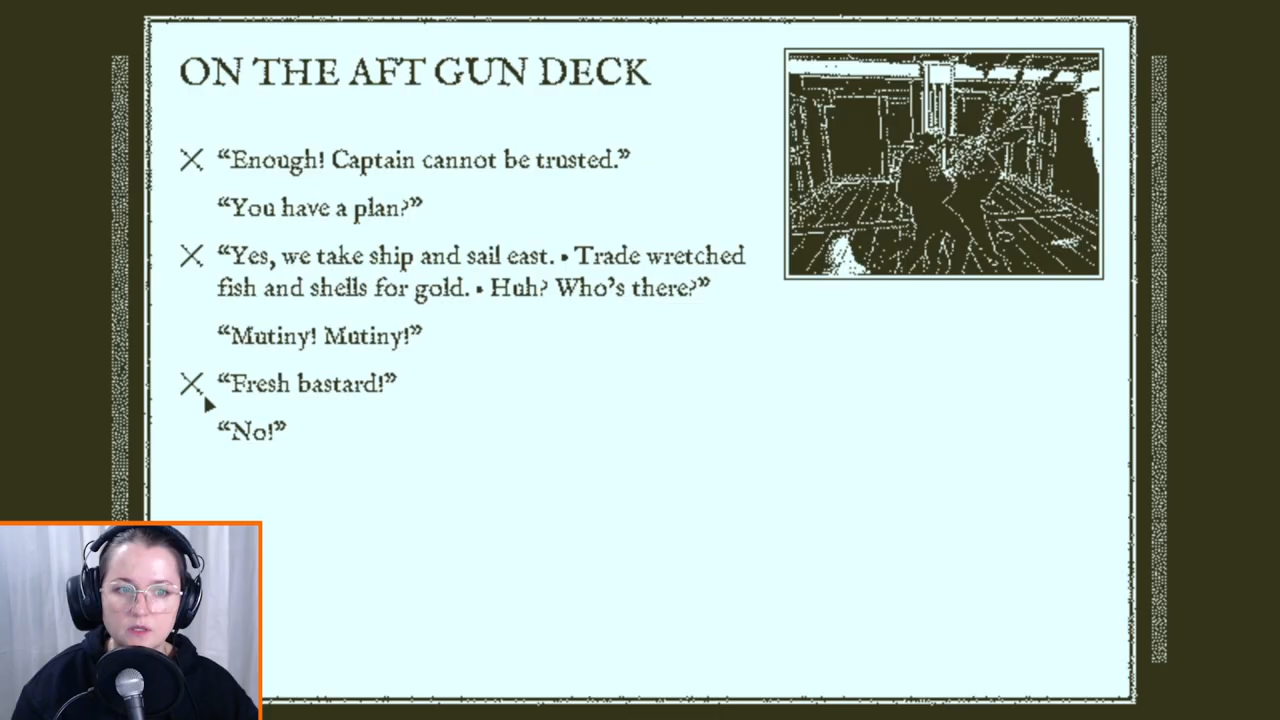 ON THE AFT GUN DECK
“Enough! Captain cannot be trusted.”
“You have a plan?”
“Yes, we take ship and sail east. • Trade wretched
fish and shells for gold. • Huh? Who’s there?”
“Mutiny! Mutiny!”
“Fresh bastard!”
“No!”